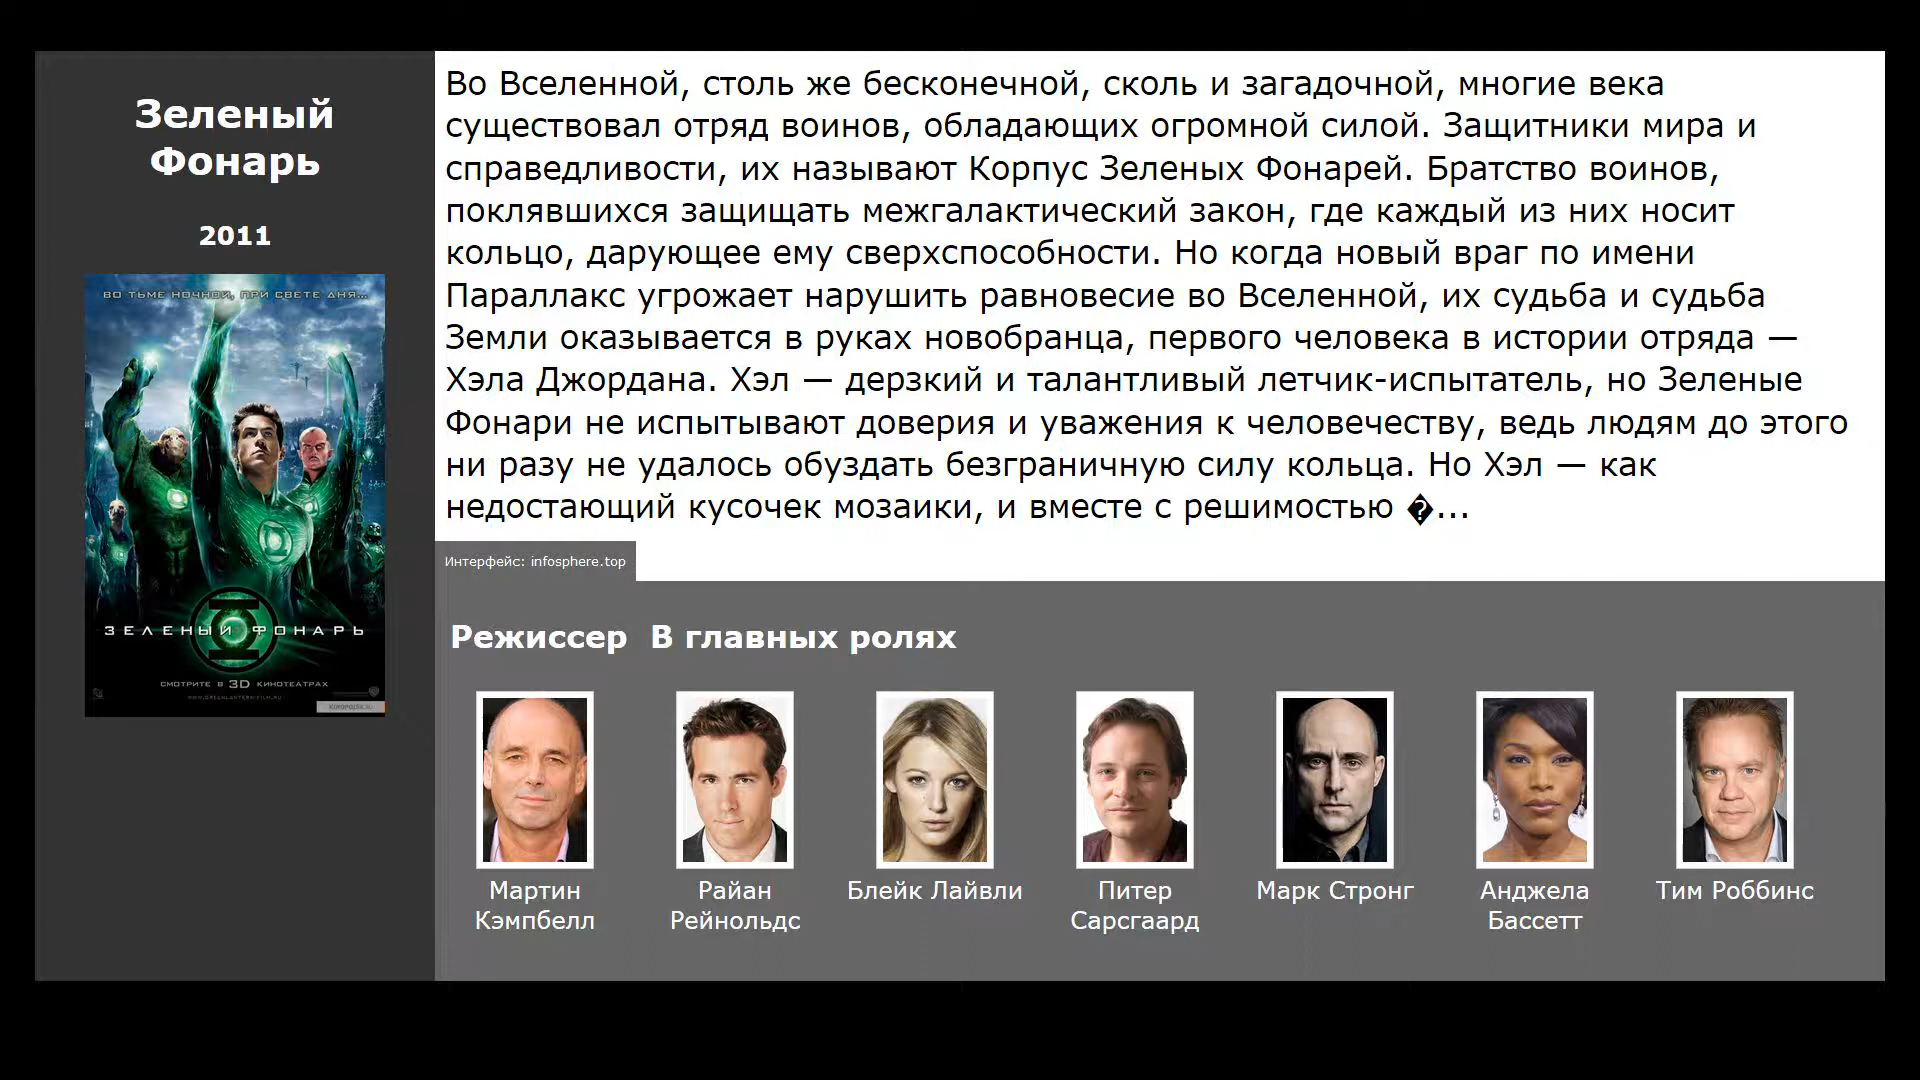 Зеленый
Фонарь
2011
ВО ТЬМЕ НОЧНОЙ, ПРИ СВЕТЕ ДНЯ...
ЗЕЛЕНЫЙ ФОНАРЬ
СМОТРИТЕ В 3D КИНОТЕАТРАХ
Во Вселенной, столь же бесконечной, сколь и загадочной, многие века
существовал отряд воинов, обладающих огромной силой. Защитники мира и
справедливости, их называют Корпус Зеленых Фонарей. Братство воинов,
поклявшихся защищать межгалактический закон, где каждый из них носит
кольцо, дарующее ему сверхспособности. Но когда новый враг по имени
Параллакс угрожает нарушить равновесие во Вселенной, их судьба и судьба
Земли оказывается в руках новобранца, первого человека в истории отряда —
Хэла Джордана. Хэл — дерзкий и талантливый летчик-испытатель, но Зеленые
Фонари не испытывают доверия и уважения к человечеству, ведь людям до этого
ни разу не удалось обуздать безграничную силу кольца. Но Хэл — как
недостающий кусочек мозаики, и вместе с решимостью �...
Интерфейс: infosphere.top
Режиссер В главных ролях
Мартин
Кэмпбелл
Райан
Рейнольдс
Блейк Лайвли
Питер
Сарсгаард
Марк Стронг
Анджела
Бассетт
Тим Роббинс